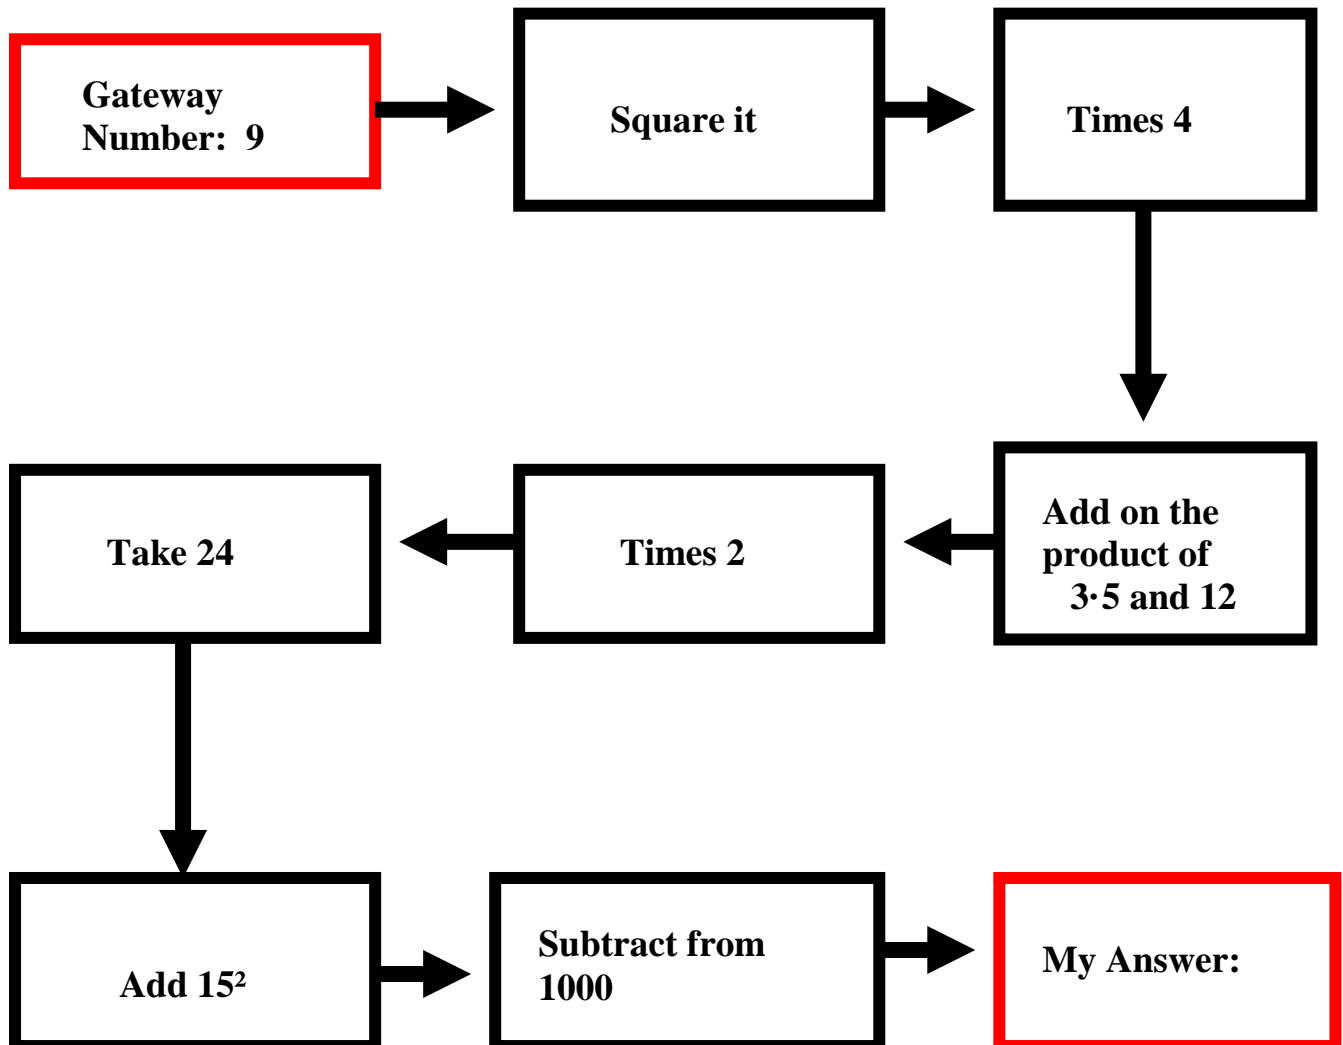 Gateway
Number: 9
Square it
Times 4
Add on the
product of
3·5 and 12
Times 2
Take 24
Add 15²
Subtract from
1000
My Answer: